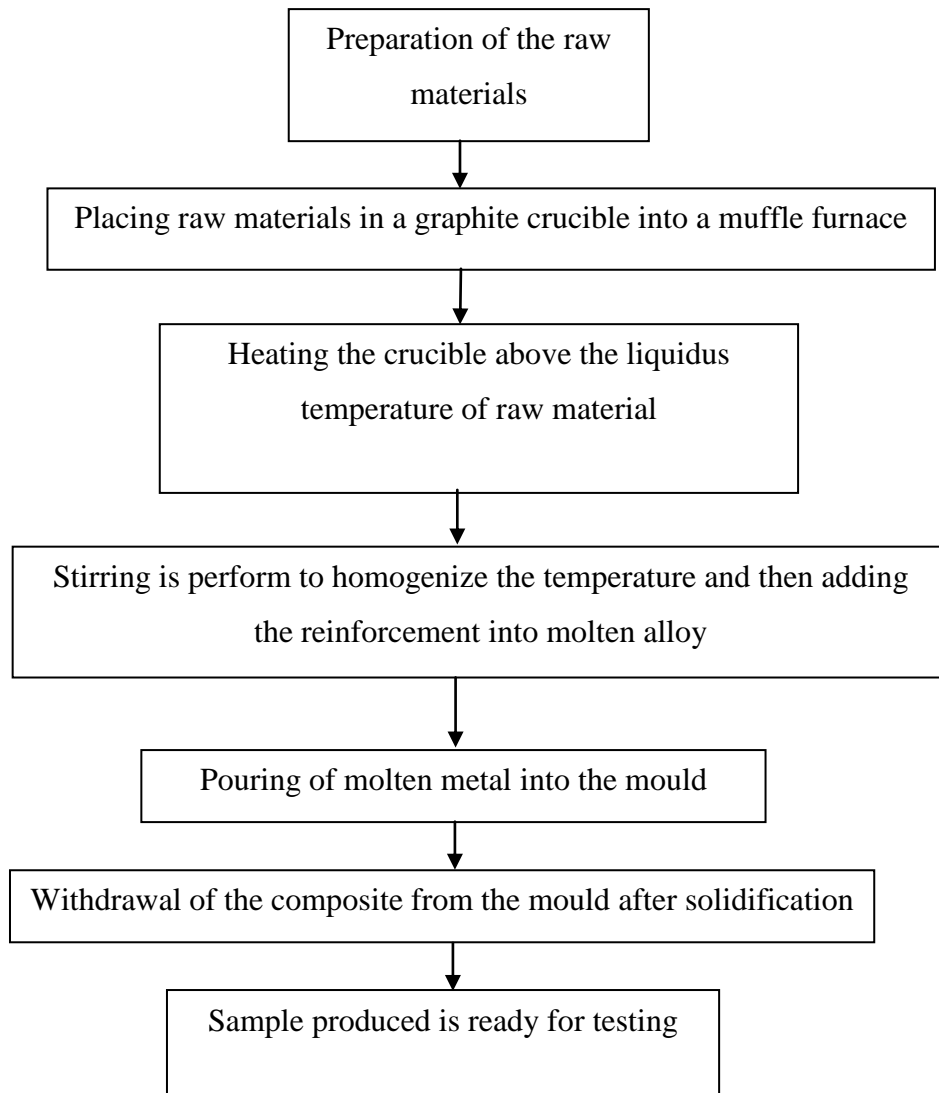 Preparation of the raw
materials
Placing raw materials in a graphite crucible into a muffle furnace
Heating the crucible above the liquidus
temperature of raw material
Stirring is perform to homogenize the temperature and then adding
the reinforcement into molten alloy
Pouring of molten metal into the mould
Withdrawal of the composite from the mould after solidification
Sample produced is ready for testing